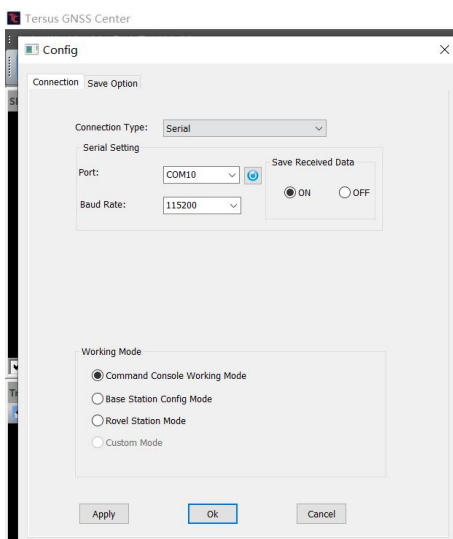 Tersus GNSS Center
Config
Connection Save Option
Connection Type: Serial
Serial Setting
Port: COM10
Save Received Data
ON OFF
Baud Rate: 115200
Working Mode
Command Console Working Mode
Base Station Config Mode
Rovel Station Mode
Custom Mode
Apply Ok Cancel